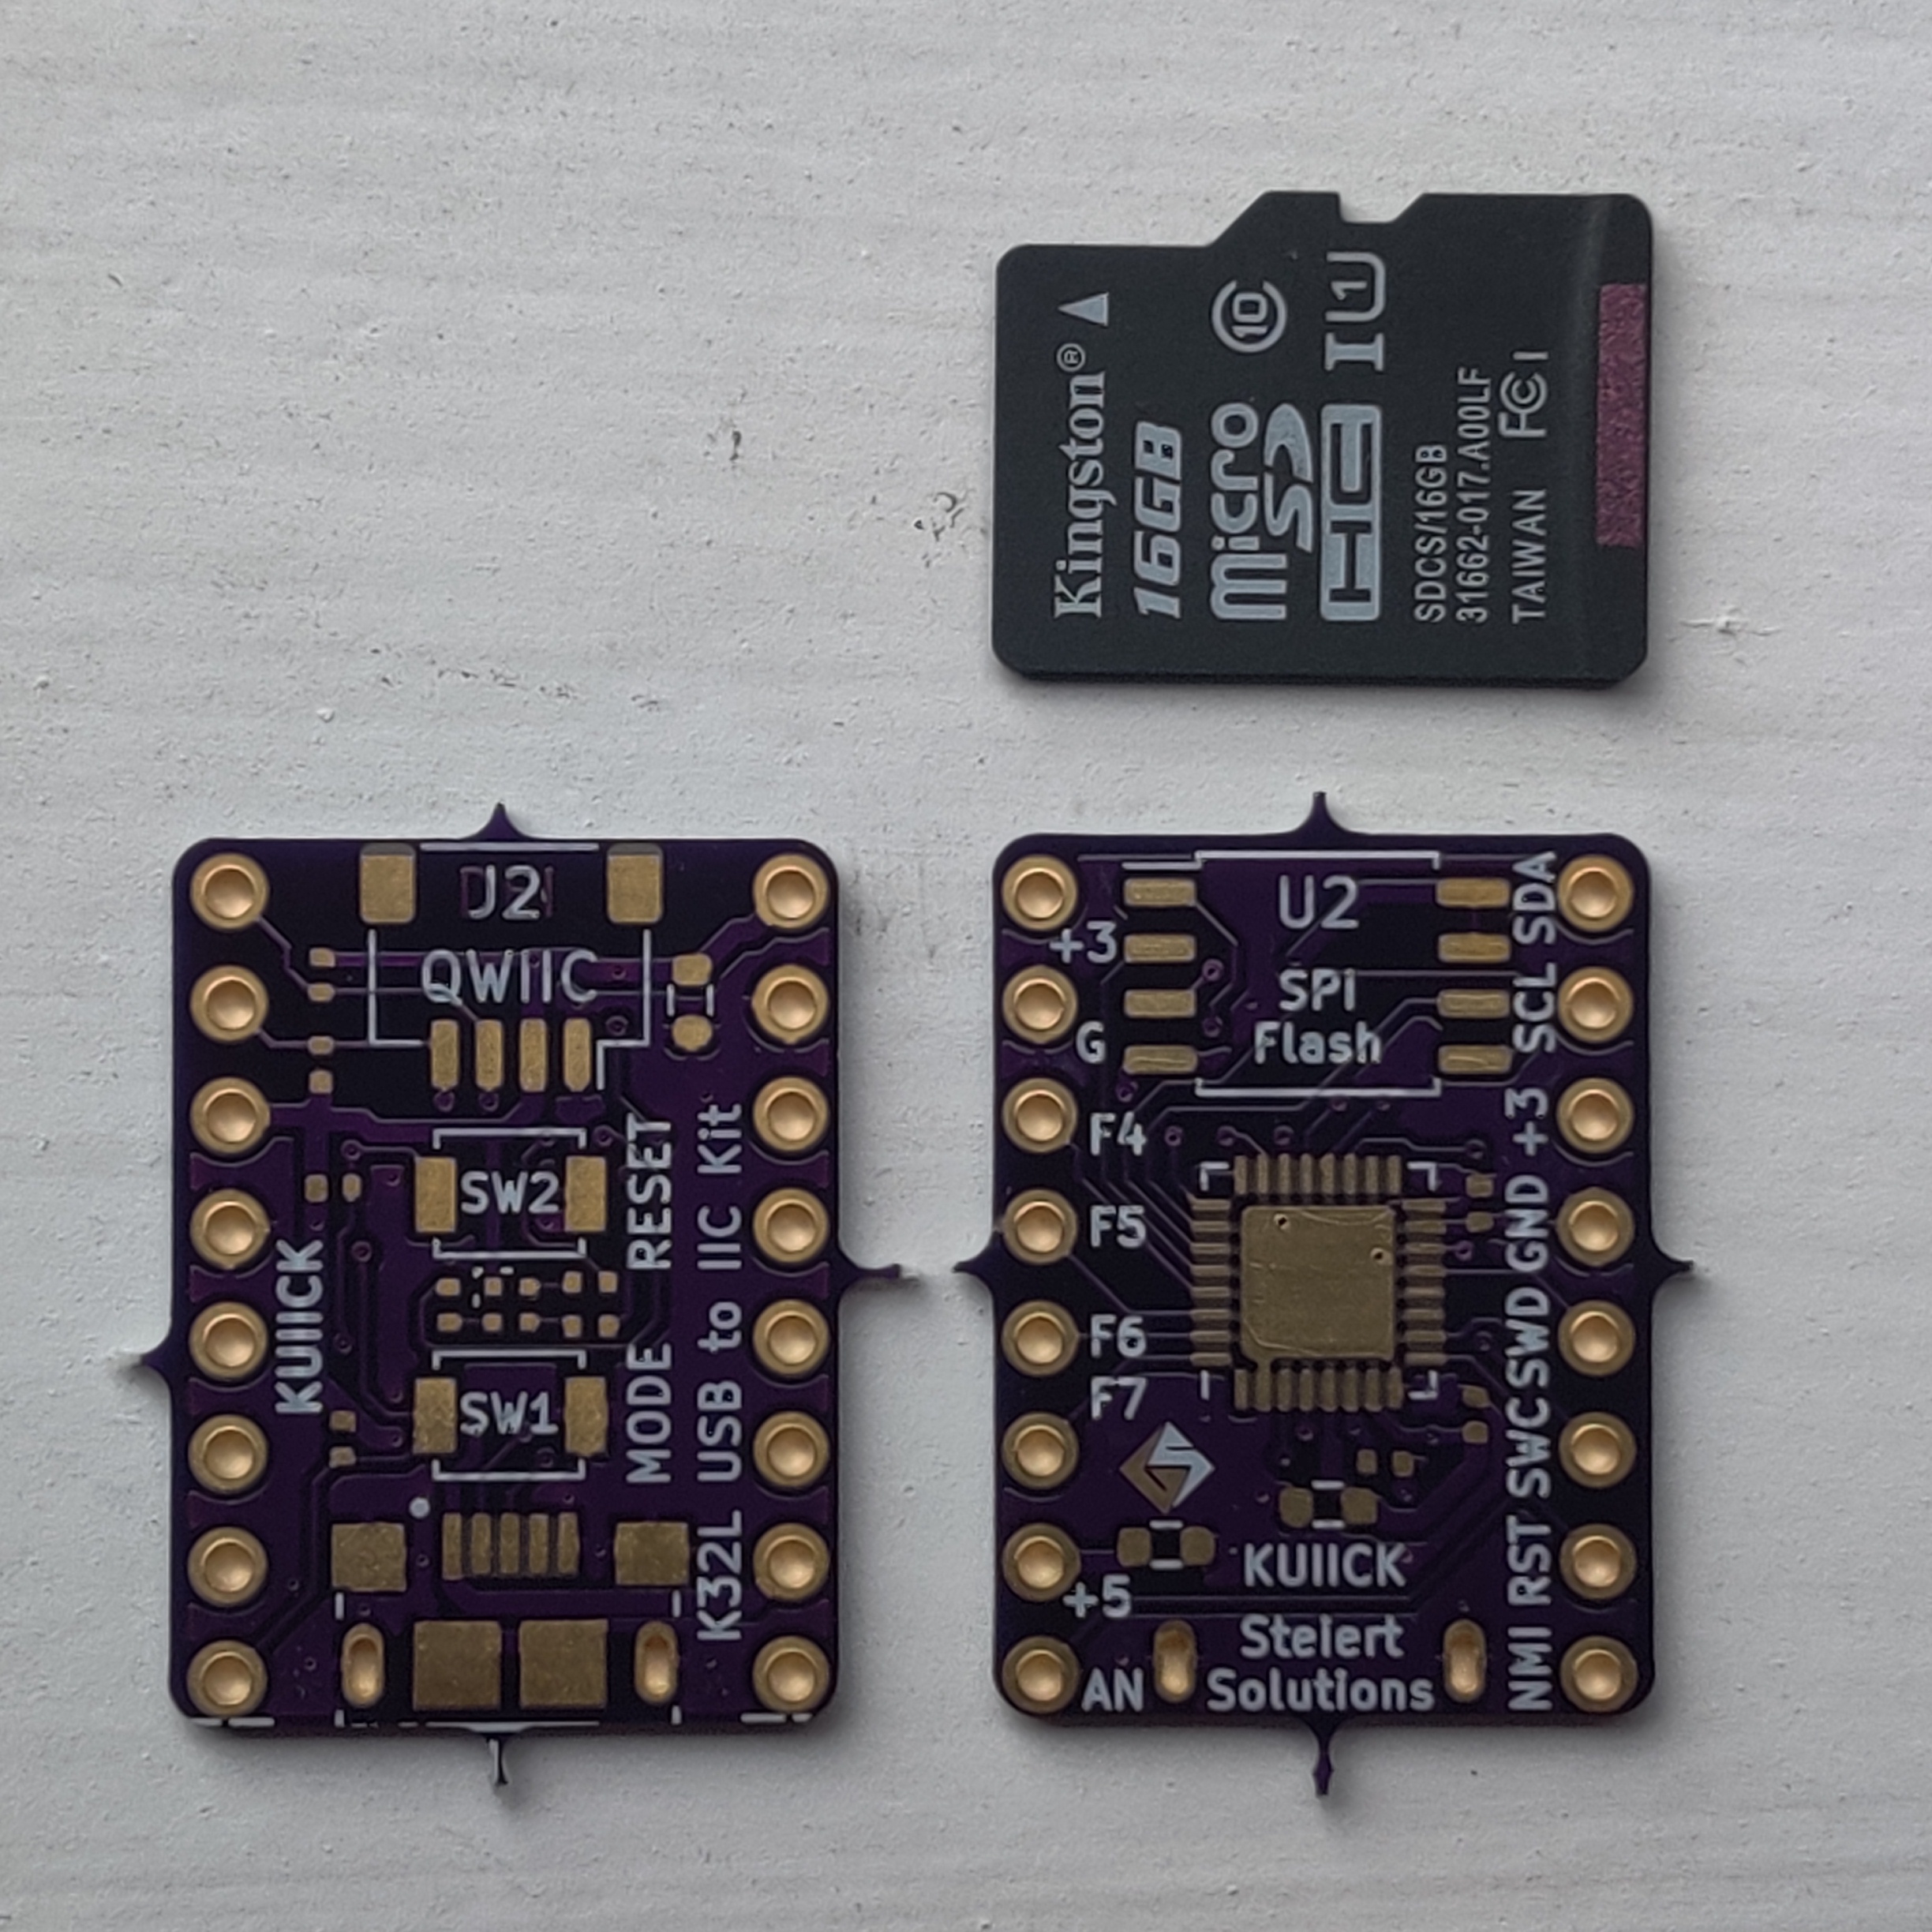 Kingston®
16GB
micro
SD
HC
10
I U1
SDCS/16GB
31662-017.A00LF
TAIWAN FC I
J2
QWIIC
SW2
SW1
KUIICK
MODE RESET
K32L USB to IIC Kit
U2
SPI
Flash
+3
G
F4
F5
F6
F7
+5
AN
KUIICK
Steiert
Solutions
NMI RST SWC SWD GND +3 SCL SDA